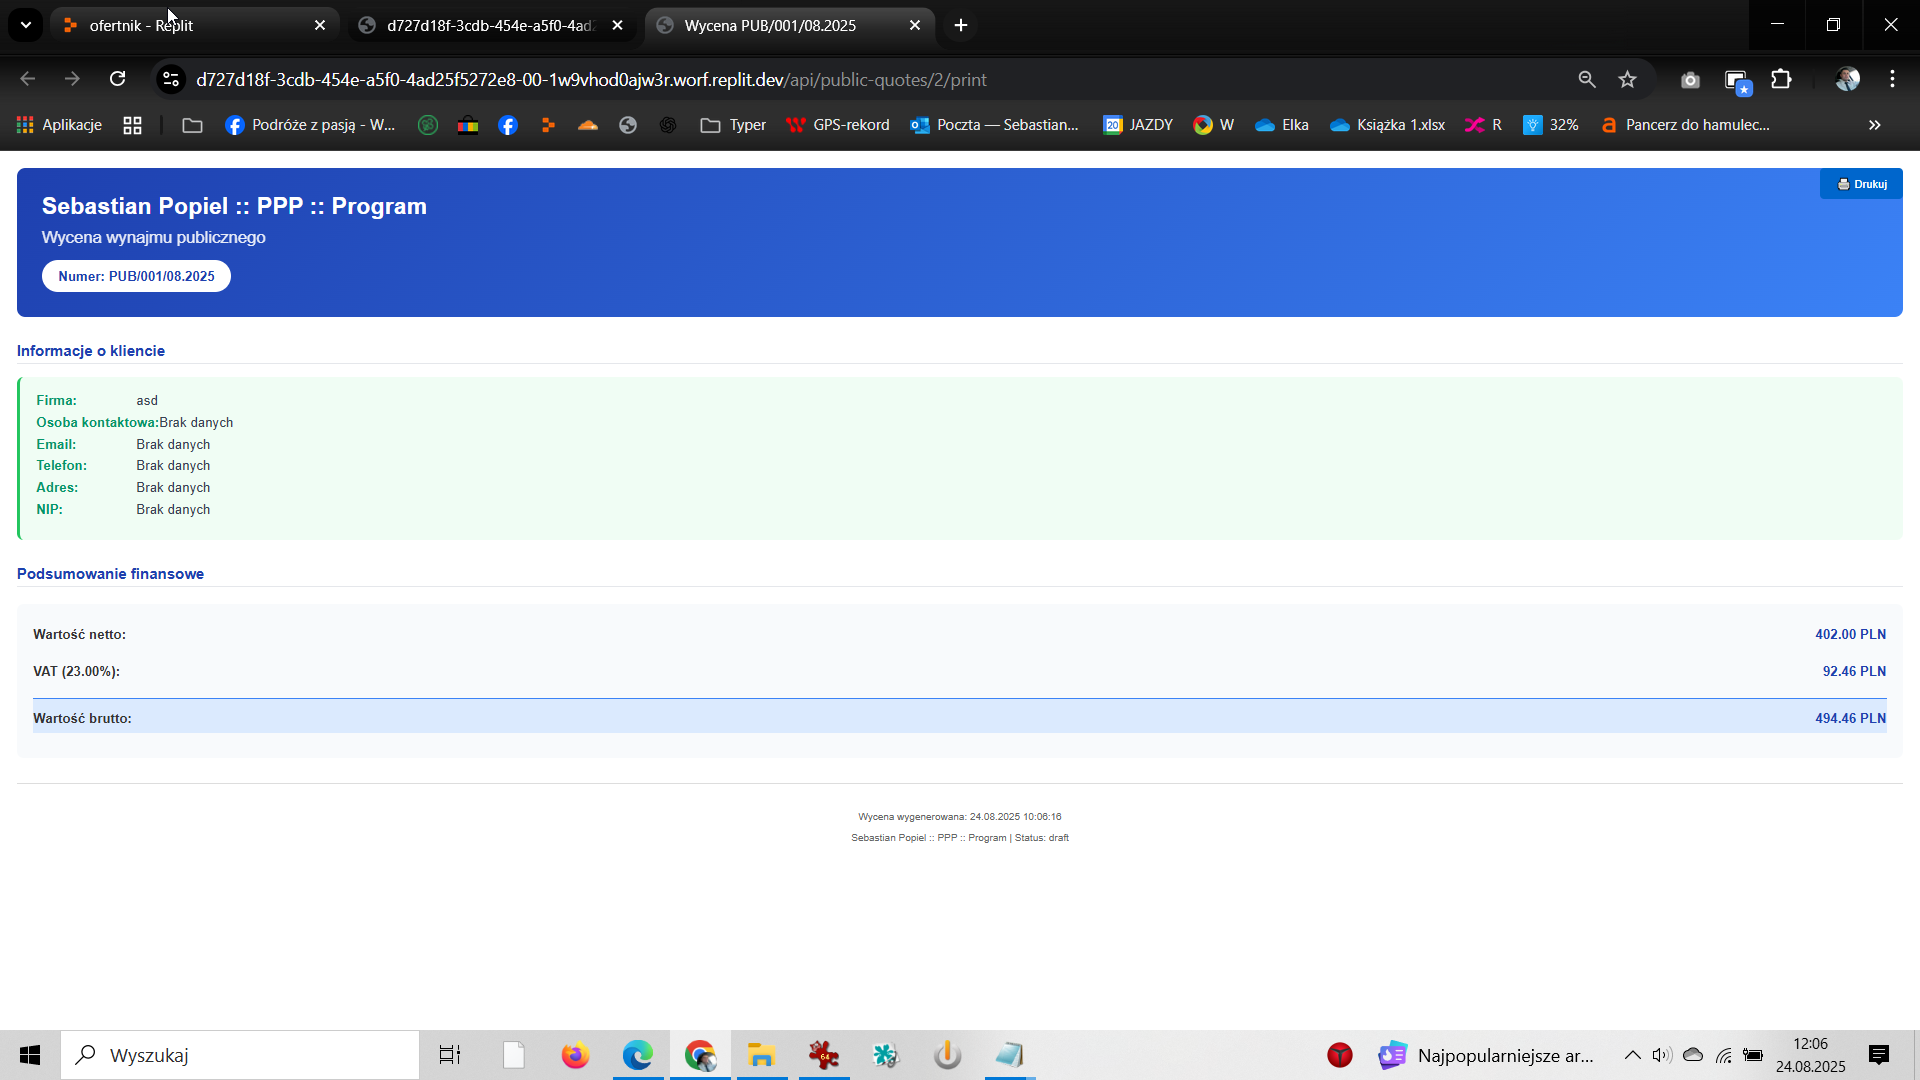 ofertnik - Replit
d727d18f-3cdb-454e-a5f0-4ad2
Wycena PUB/001/08.2025
d727d18f-3cdb-454e-a5f0-4ad25f5272e8-00-1w9vhod0ajw3r.worf.replit.dev/api/public-quotes/2/print
Aplikacje
Podróże z pasją - W...
Typer
GPS-rekord
Poczta — Sebastian...
20 JAZDY
W
Elka
Książka 1.xlsx
R
32%
Pancerz do hamulec...
»
Sebastian Popiel :: PPP :: Program
Drukuj
Wycena wynajmu publicznego
Numer: PUB/001/08.2025
Informacje o kliencie
Firma: asd
Osoba kontaktowa:Brak danych
Email: Brak danych
Telefon: Brak danych
Adres: Brak danych
NIP: Brak danych
Podsumowanie finansowe
Wartość netto: 402.00 PLN
VAT (23.00%): 92.46 PLN
Wartość brutto: 494.46 PLN
Wycena wygenerowana: 24.08.2025 10:06:16
Sebastian Popiel :: PPP :: Program | Status: draft
Wyszukaj
64
Najpopularniejsze ar...
12:06
24.08.2025